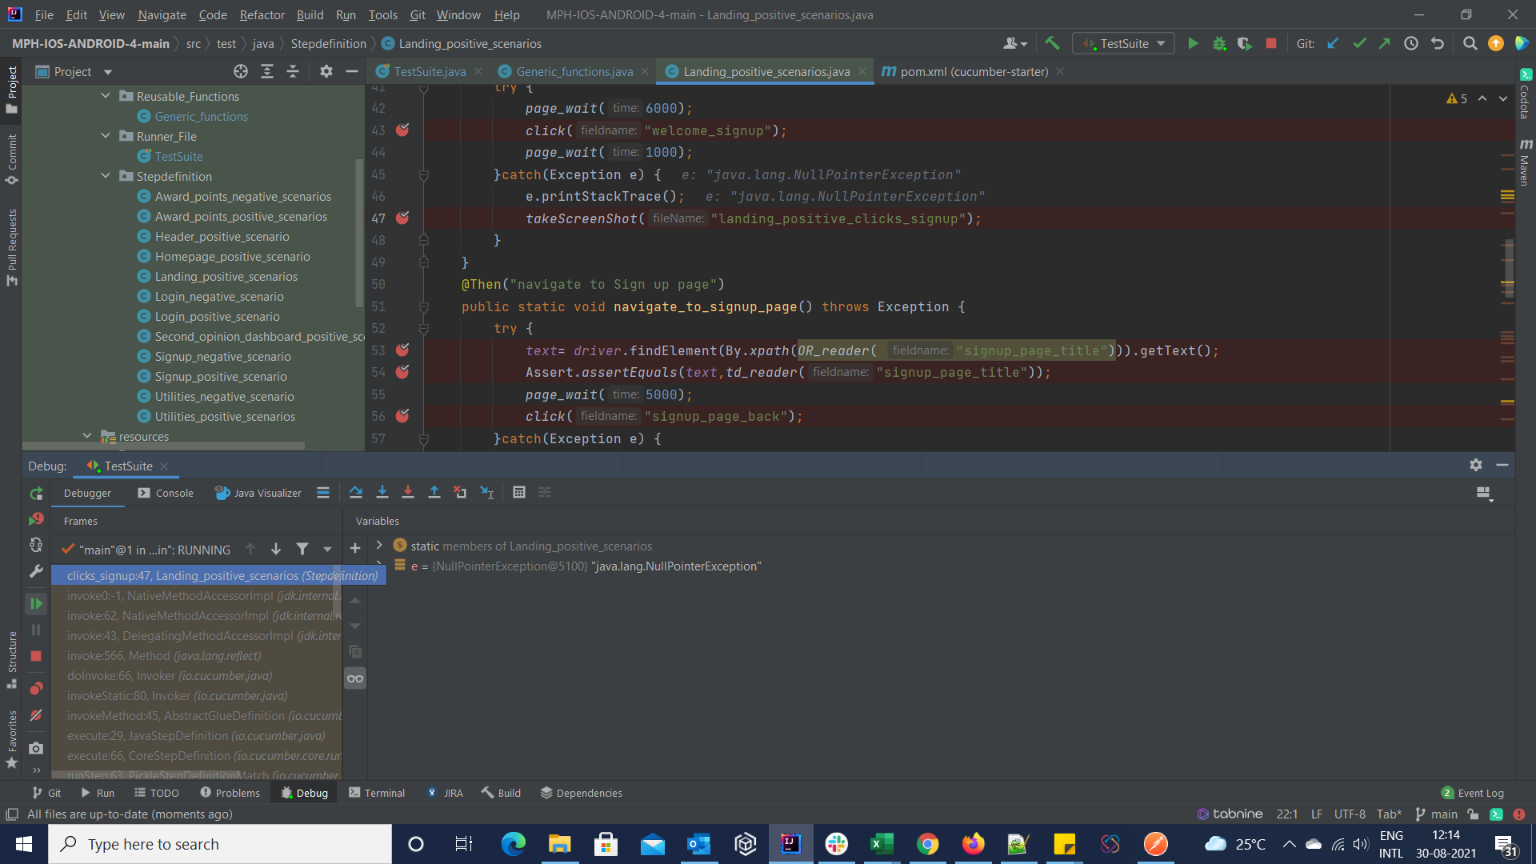 File Edit View Navigate Code Refactor Build Run Tools Git Window Help MPH-IOS-ANDROID-4-main - Landing_positive_scenarios.java
MPH-IOS-ANDROID-4-main src test java Stepdefinition Landing_positive_scenarios TestSuite Git:
Project TestSuite.java Generic_functions.java Landing_positive_scenarios.java pom.xml (cucumber-starter)
Project
Commit
Pull Requests
Structure
Favorites
Codota
Maven
Reusable_Functions
Generic_functions
Runner_File
TestSuite
Stepdefinition
Award_points_negative_scenarios
Award_points_positive_scenarios
Header_positive_scenario
Homepage_positive_scenario
Landing_positive_scenarios
Login_negative_scenario
Login_positive_scenario
Second_opinion_dashboard_positive_sce
Signup_negative_scenario
Signup_positive_scenario
Utilities_negative_scenario
Utilities_positive_scenarios
resources
5
41 try {
42 page_wait( time: 6000);
43 click( fieldname: "welcome_signup");
44 page_wait( time: 1000);
45 }catch(Exception e) { e: "java.lang.NullPointerException"
46 e.printStackTrace(); e: "java.lang.NullPointerException"
47 takeScreenShot( fileName: "landing_positive_clicks_signup");
48 }
49 }
50 @Then("navigate to Sign up page")
51 public static void navigate_to_signup_page() throws Exception {
52 try {
53 text= driver.findElement(By.xpath(OR_reader( fieldname: "signup_page_title"))).getText();
54 Assert.assertEquals(text,td_reader( fieldname: "signup_page_title"));
55 page_wait( time: 5000);
56 click( fieldname: "signup_page_back");
57 }catch(Exception e) {
Debug: TestSuite
Debugger Console Java Visualizer
Frames Variables
"main"@1 in ...in": RUNNING
static members of Landing_positive_scenarios
e = {NullPointerException@5100} "java.lang.NullPointerException"
clicks_signup:47, Landing_positive_scenarios (Stepdefinition)
invoke0:-1, NativeMethodAccessorImpl (jdk.internal.
invoke:62, NativeMethodAccessorImpl (jdk.internal.re
invoke:43, DelegatingMethodAccessorImpl (jdk.inter
invoke:566, Method (java.lang.reflect)
doInvoke:66, Invoker (io.cucumber.java)
invokeStatic:80, Invoker (io.cucumber.java)
invokeMethod:45, AbstractGlueDefinition (io.cucumb
execute:29, JavaStepDefinition (io.cucumber.java)
execute:66, CoreStepDefinition (io.cucumber.core.run
runStep:63, PickleStepDefinitionMatch (io.cucumber.
Git Run TODO Problems Debug Terminal JIRA Build Dependencies 2 Event Log
All files are up-to-date (moments ago) tabnine 22:1 LF UTF-8 Tab* main
Type here to search 25°C ENG INTL 12:14 30-08-2021 31